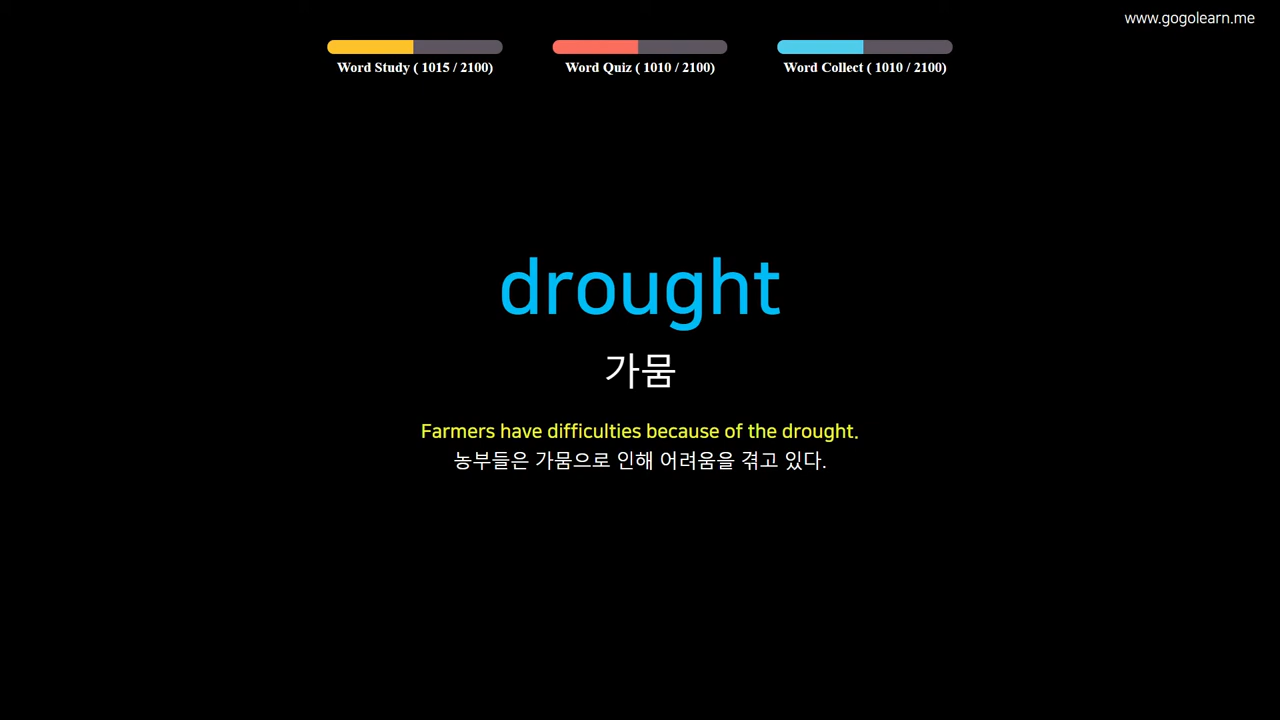 www.gogolearn.me
Word Study ( 1015 / 2100)
Word Quiz ( 1010 / 2100)
Word Collect ( 1010 / 2100)
drought
가뭄
Farmers have difficulties because of the drought.
농부들은 가뭄으로 인해 어려움을 겪고 있다.